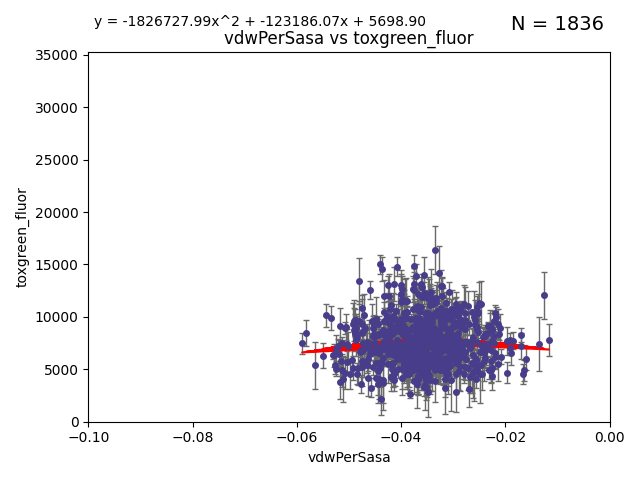 y = -1826727.99x^2 + -123186.07x + 5698.90
N = 1836
vdwPerSasa vs toxgreen_fluor
35000
30000
25000
20000
15000
10000
5000
0
toxgreen_fluor
−0.10
−0.08
−0.06
−0.04
−0.02
0.00
vdwPerSasa